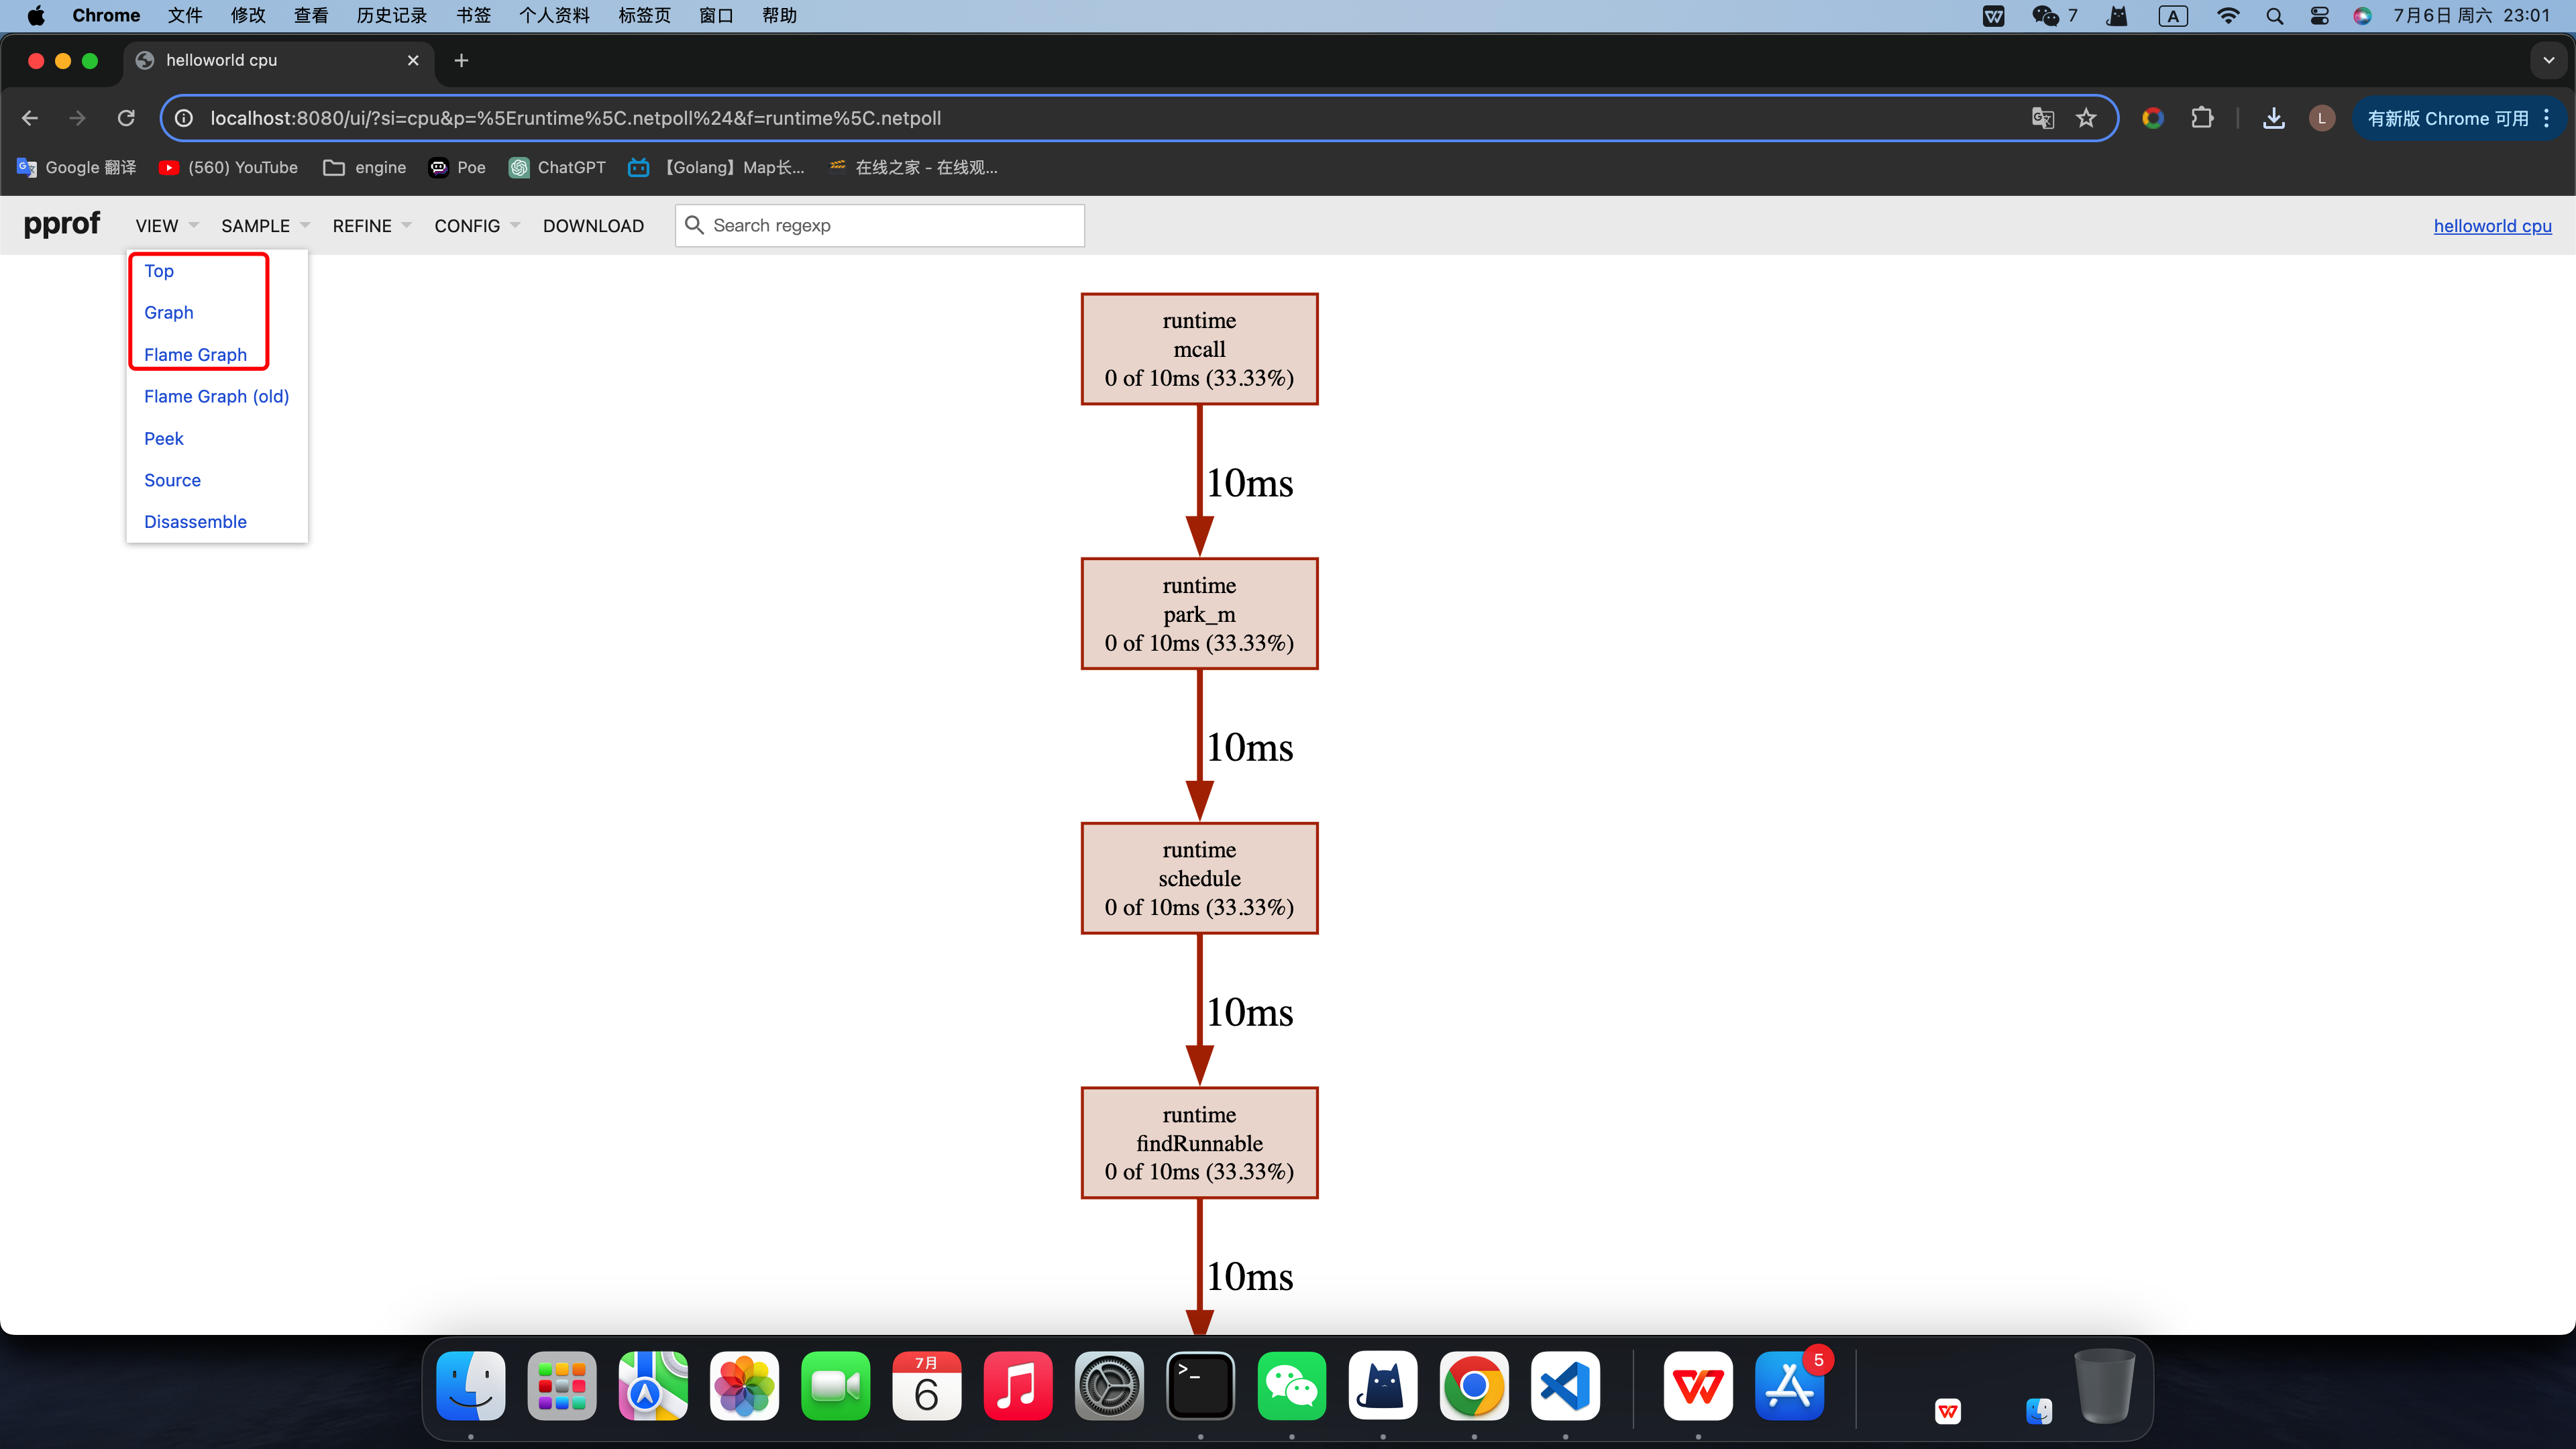 Chrome 文件 修改 查看 历史记录 书签 个人资料 标签页 窗口 帮助 7 A 7月6日 周六 23:01
helloworld cpu
localhost:8080/ui/?si=cpu&p=%5Eruntime%5C.netpoll%24&f=runtime%5C.netpoll L 有新版 Chrome 可用
Google 翻译 (560) YouTube engine Poe ChatGPT 【Golang】Map长... 在线之家 - 在线观...
pprof VIEW SAMPLE REFINE CONFIG DOWNLOAD Search regexp helloworld cpu
Top
Graph
Flame Graph
Flame Graph (old)
Peek
Source
Disassemble
runtime
mcall
0 of 10ms (33.33%)
10ms
runtime
park_m
0 of 10ms (33.33%)
10ms
runtime
schedule
0 of 10ms (33.33%)
10ms
runtime
findRunnable
0 of 10ms (33.33%)
10ms
7月
6
>_
5